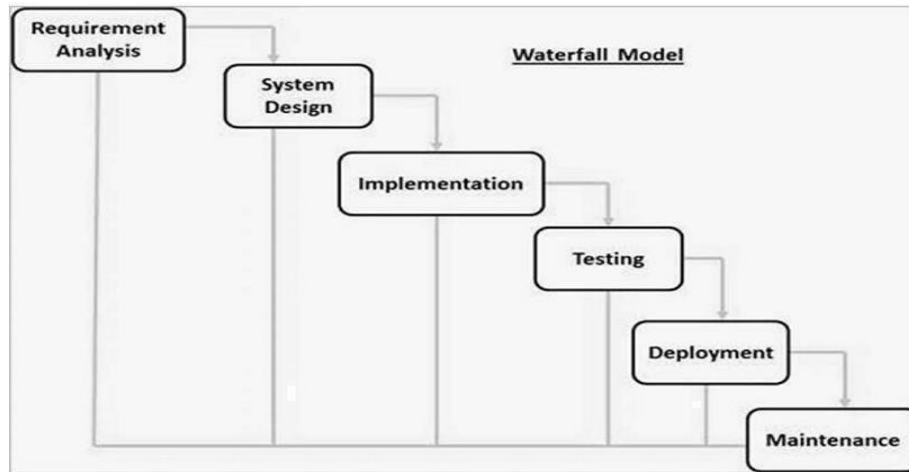 Requirement
Analysis
Waterfall Model
System
Design
Implementation
Testing
Deployment
Maintenance